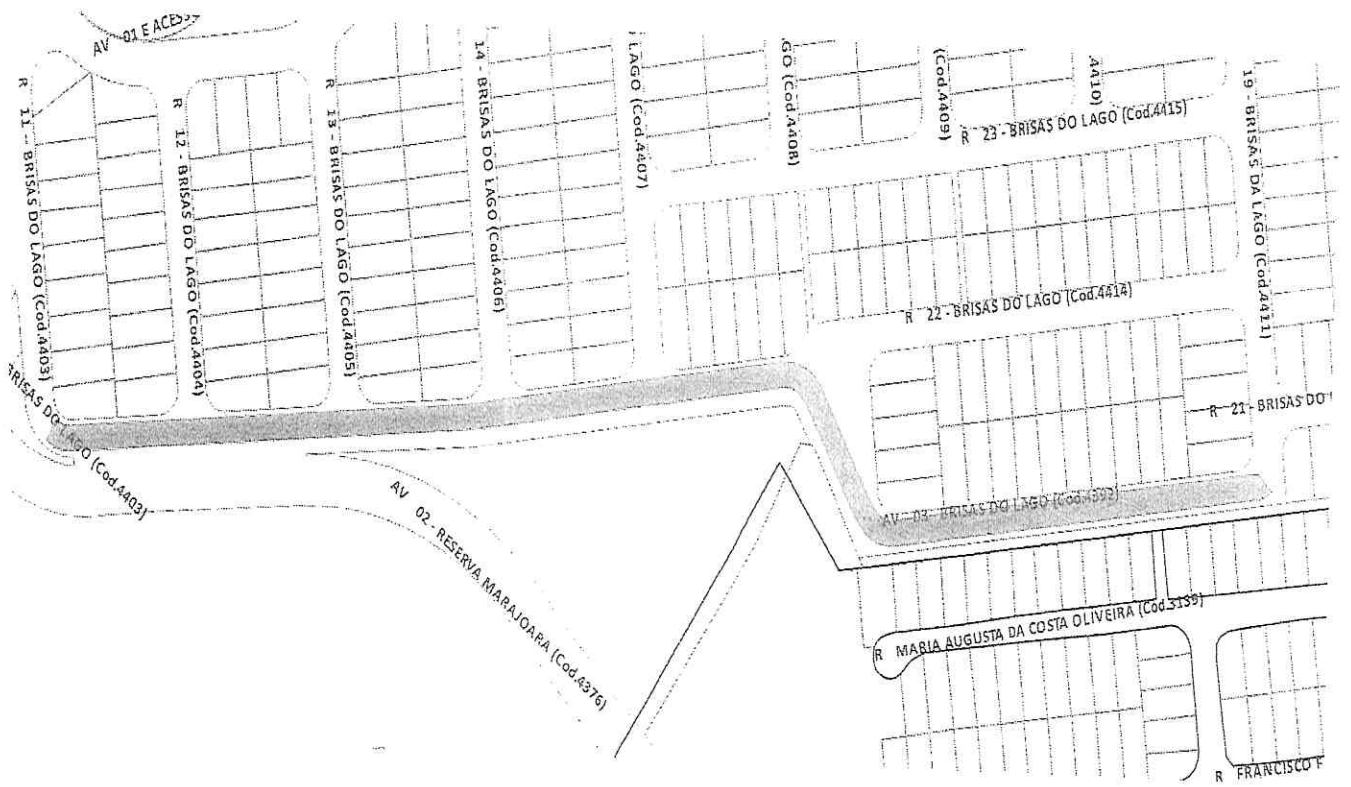 AV 01 E ACESS
R 11 - BRISAS DO LAGO (Cod.4403)
R 12 - BRISAS DO LAGO (Cod.4404)
R 13 - BRISAS DO LAGO (Cod.4405)
14 - BRISAS DO LAGO (Cod.4406)
LAGO (Cod.4407)
GO (Cod.4408)
(Cod.4409)
4410)
R 23 - BRISAS DO LAGO (Cod.4415)
19 - BRISAS DA LAGO (Cod.4411)
R 22 - BRISAS DO LAGO (Cod.4414)
R 21 - BRISAS DO
BRISAS DO LAGO (Cod.4403)
AV 02 - RESERVA MARAJOARA (Cod.4376)
AV 03 - BRISAS DO LAGO (Cod.4392)
R MARIA AUGUSTA DA COSTA OLIVEIRA (Cod.3139)
R FRANCISCO F